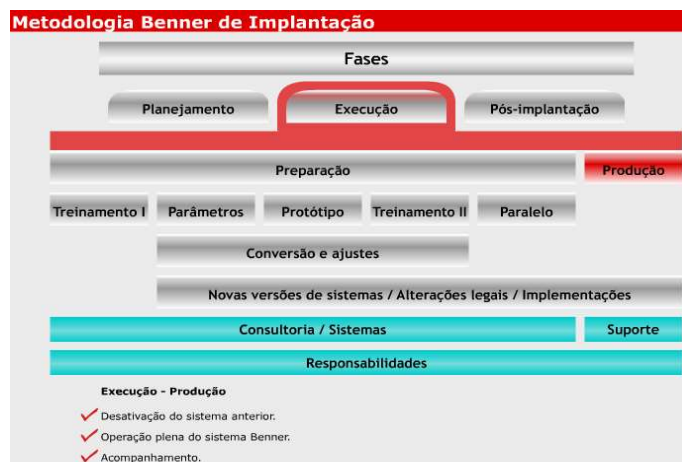 Metodologia Benner de Implantação
Fases
Planejamento Execução Pós-implantação
Preparação Produção
Treinamento I Parâmetros Protótipo Treinamento II Paralelo
Conversão e ajustes
Novas versões de sistemas / Alterações legais / Implementações
Consultoria / Sistemas Suporte
Responsabilidades
Execução - Produção
Desativação do sistema anterior.
Operação plena do sistema Benner.
Acompanhamento.